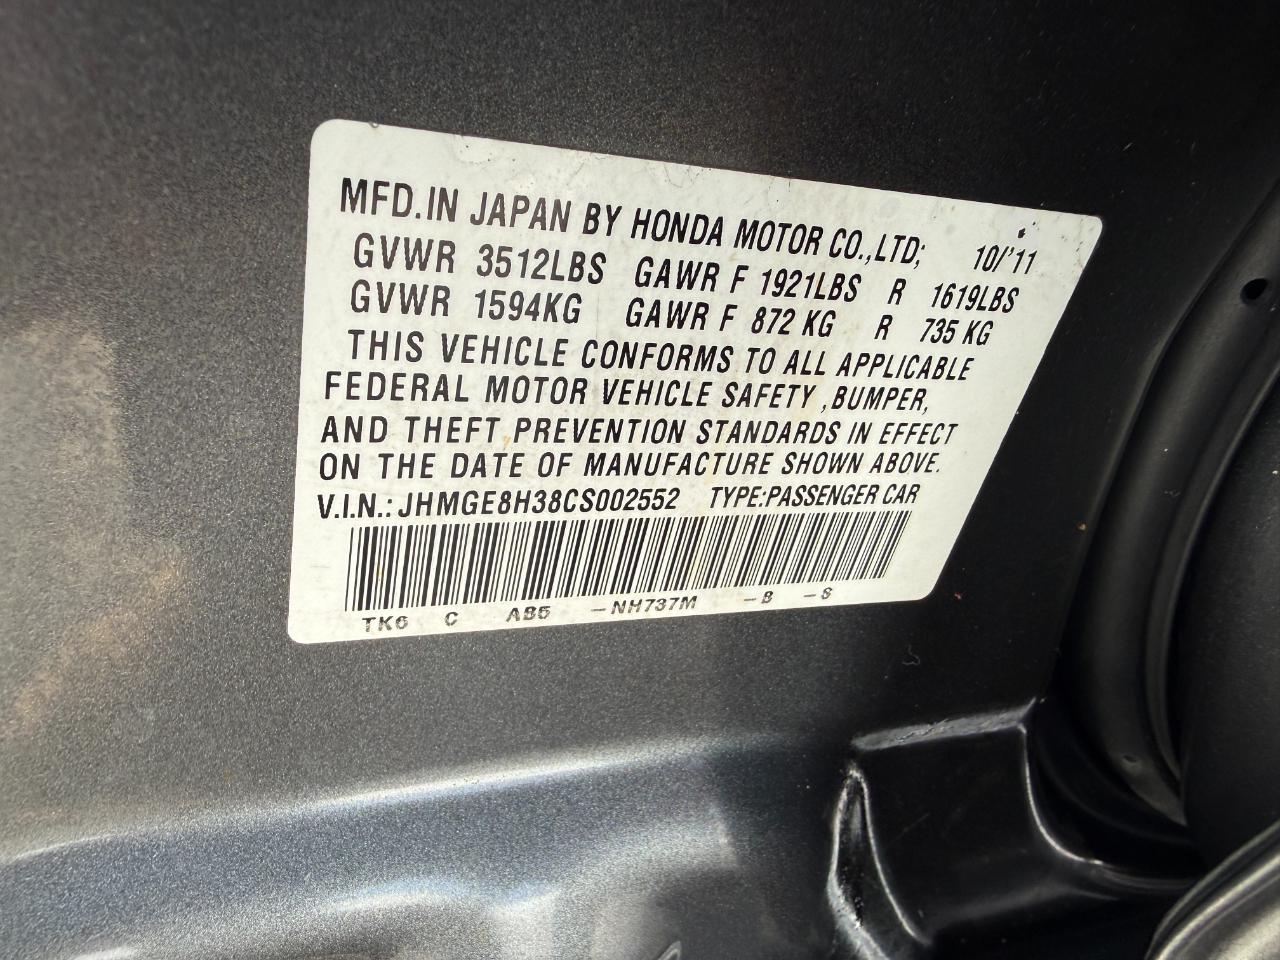 MFD.IN JAPAN BY HONDA MOTOR CO.,LTD; 10/'11
GVWR 3512LBS GAWR F 1921LBS R 1619LBS
GVWR 1594KG GAWR F 872 KG R 735 KG
THIS VEHICLE CONFORMS TO ALL APPLICABLE
FEDERAL MOTOR VEHICLE SAFETY ,BUMPER,
AND THEFT PREVENTION STANDARDS IN EFFECT
ON THE DATE OF MANUFACTURE SHOWN ABOVE.
V.I.N.: JHMGE8H38CS002552 TYPE:PASSENGER CAR
TK6 C AB5 -NH737M -B -S